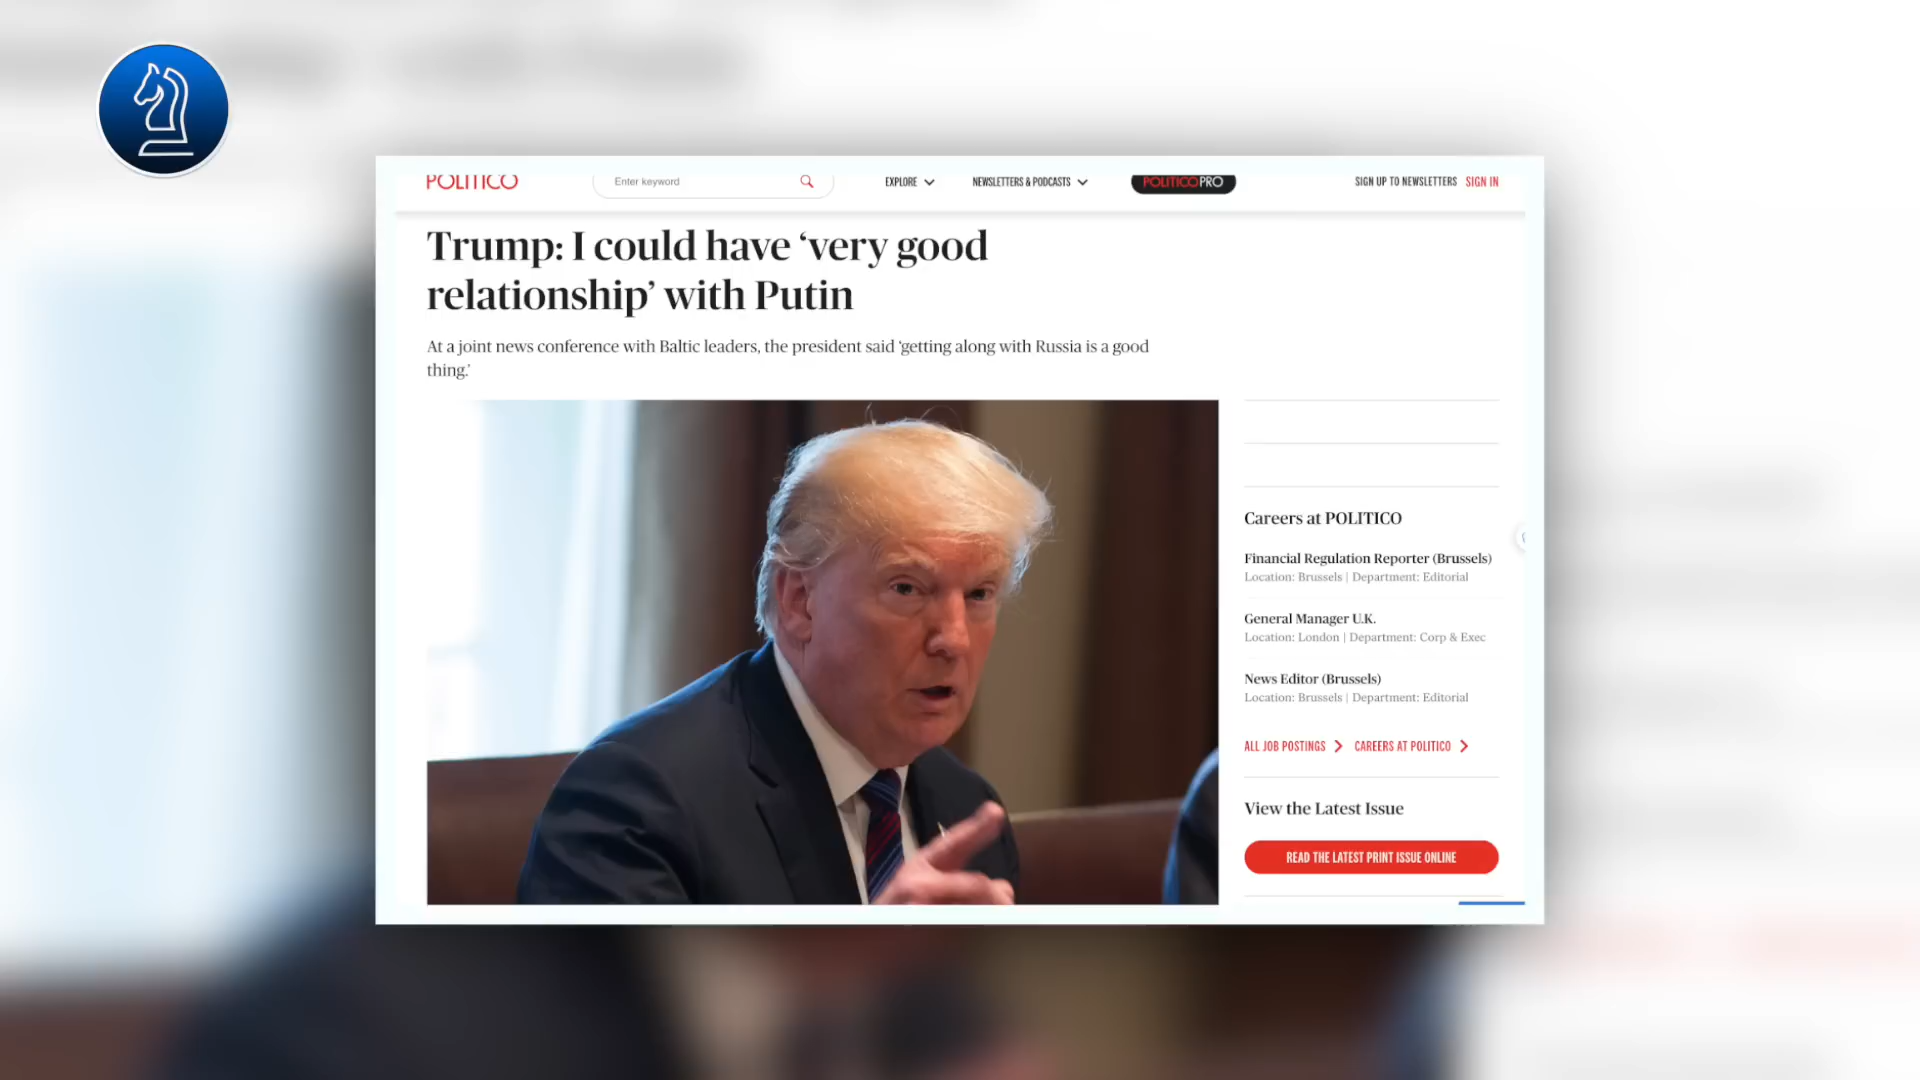 POLITICO
Enter keyword
EXPLORE
NEWSLETTERS & PODCASTS
POLITICO PRO
SIGN UP TO NEWSLETTERS
SIGN IN
Trump: I could have ‘very good
relationship’ with Putin
At a joint news conference with Baltic leaders, the president said ‘getting along with Russia is a good
thing.’
Careers at POLITICO
Financial Regulation Reporter (Brussels)
Location: Brussels | Department: Editorial
General Manager U.K.
Location: London | Department: Corp & Exec
News Editor (Brussels)
Location: Brussels | Department: Editorial
ALL JOB POSTINGS
CAREERS AT POLITICO
View the Latest Issue
READ THE LATEST PRINT ISSUE ONLINE